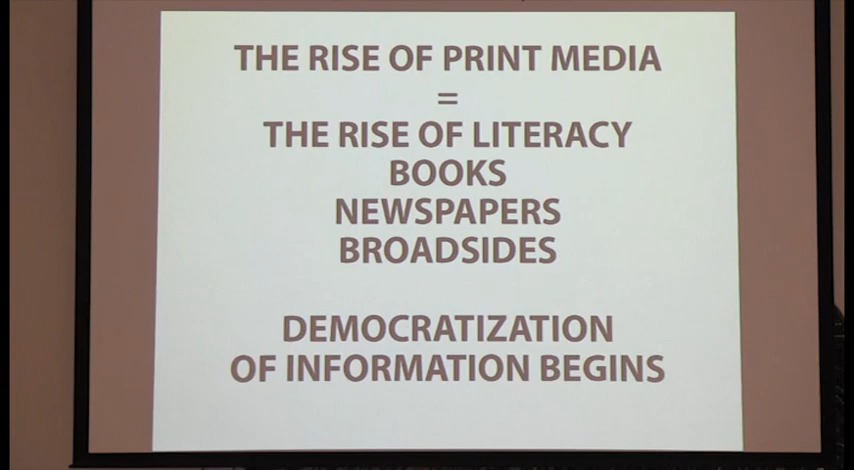 THE RISE OF PRINT MEDIA
=
THE RISE OF LITERACY
BOOKS
NEWSPAPERS
BROADSIDES
DEMOCRATIZATION
OF INFORMATION BEGINS